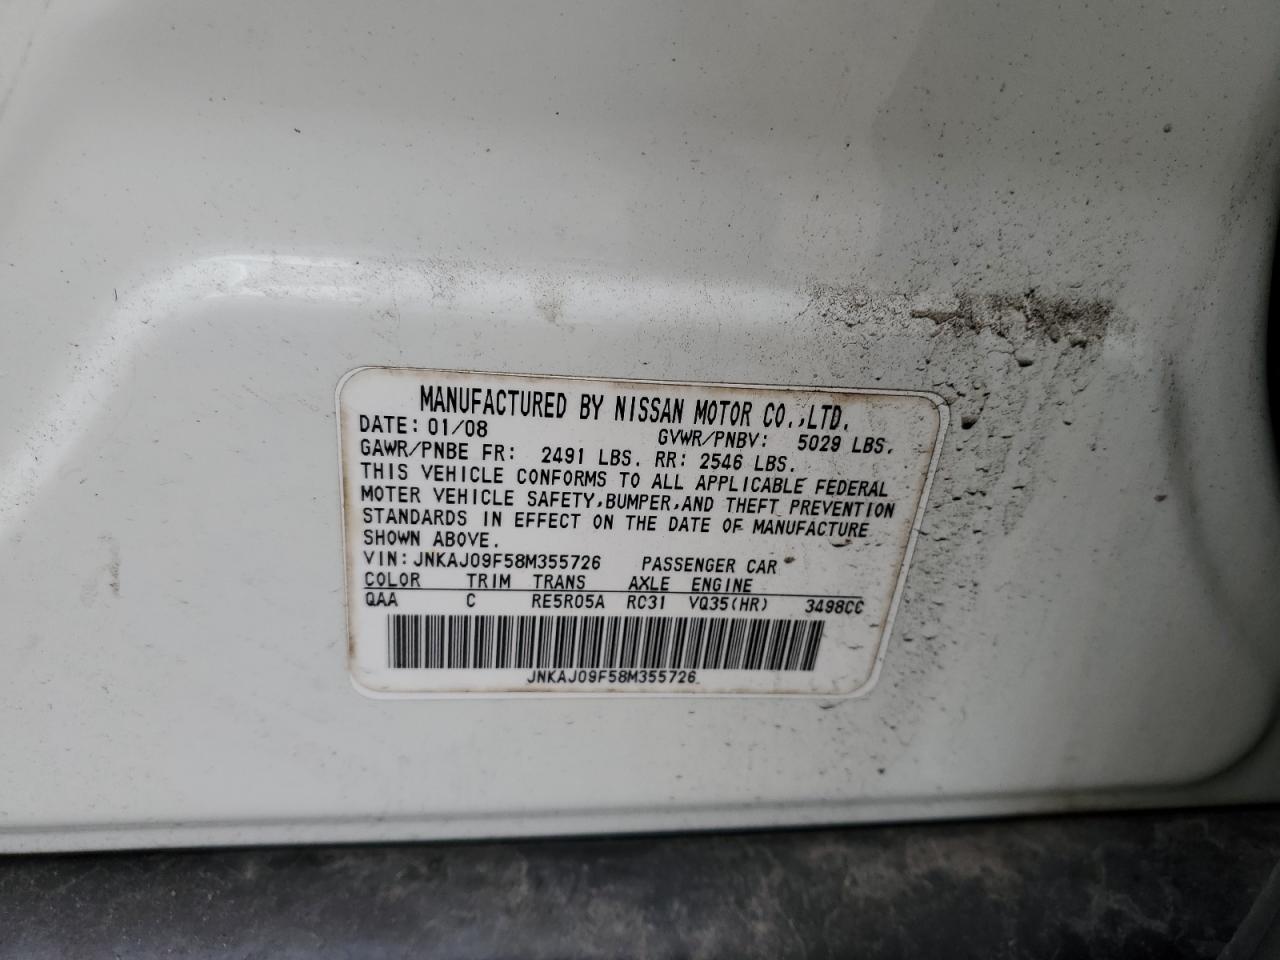 MANUFACTURED BY NISSAN MOTOR CO.,LTD.
DATE: 01/08 GVWR/PNBV: 5029 LBS.
GAWR/PNBE FR: 2491 LBS. RR: 2546 LBS.
THIS VEHICLE CONFORMS TO ALL APPLICABLE FEDERAL
MOTER VEHICLE SAFETY,BUMPER,AND THEFT PREVENTION
STANDARDS IN EFFECT ON THE DATE OF MANUFACTURE
SHOWN ABOVE.
VIN:JNKAJ09F58M355726 PASSENGER CAR
COLOR TRIM TRANS AXLE ENGINE
QAA C RE5R05A RC31 VQ35(HR) 3498CC
JNKAJ09F58M355726